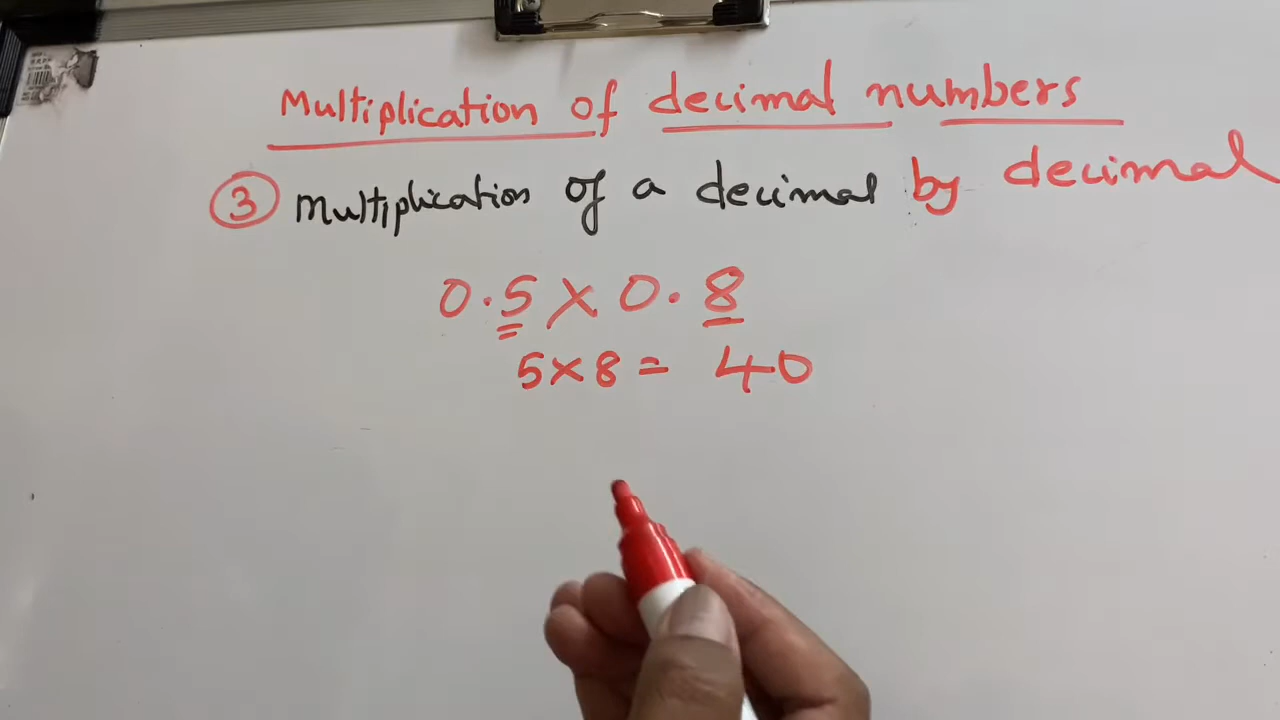 Multiplication of decimal numbers
3 Multiplication of a decimal by decimal
0.5 X 0.8
5 X 8 = 40